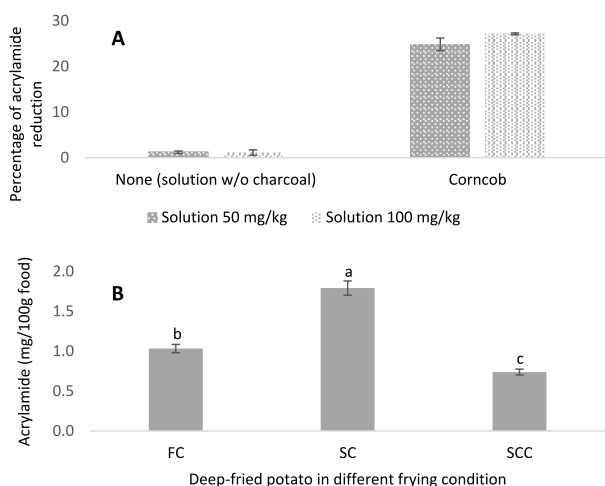 A
Percentage of acrylamide
reduction
30
20
10
0
None (solution w/o charcoal)
Corncob
Solution 50 mg/kg
Solution 100 mg/kg
B
Acrylamide (mg/100g food)
2.0
1.5
1.0
0.5
0.0
b
a
c
FC
SC
SCC
Deep-fried potato in different frying condition